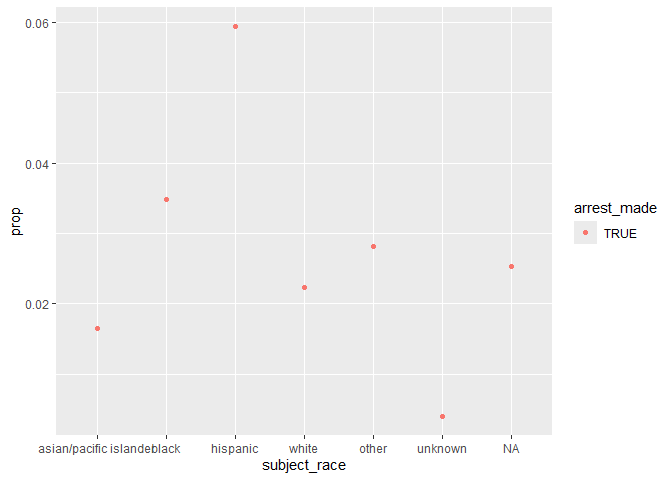 0.06
0.04
0.02
prop
asian/pacific islandeblack hispanic white other unknown NA
subject_race
arrest_made
TRUE